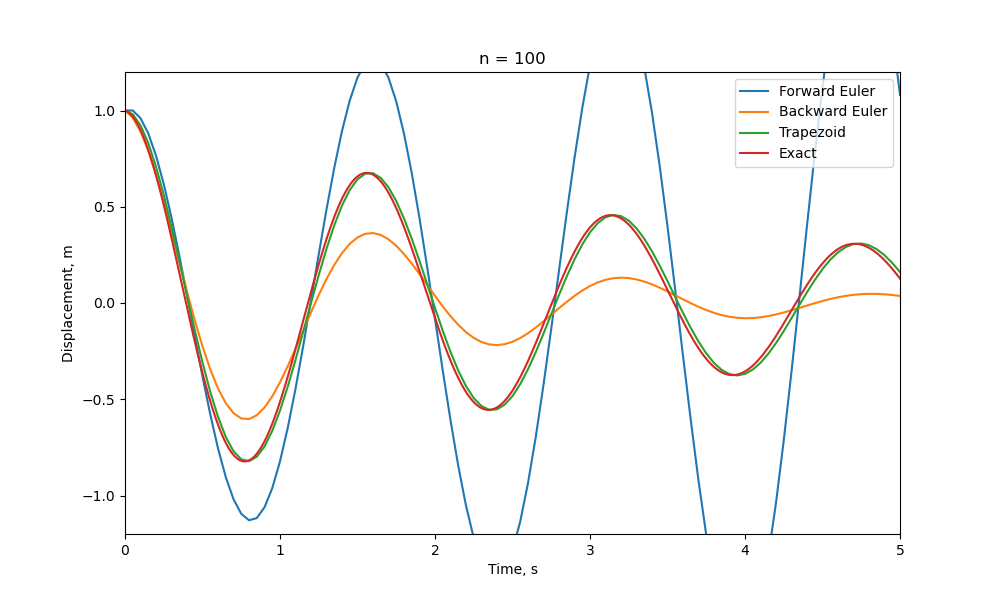 n = 100
Forward Euler
Backward Euler
Trapezoid
Exact
1.0
0.5
0.0
−0.5
−1.0
Displacement, m
0 1 2 3 4 5
Time, s